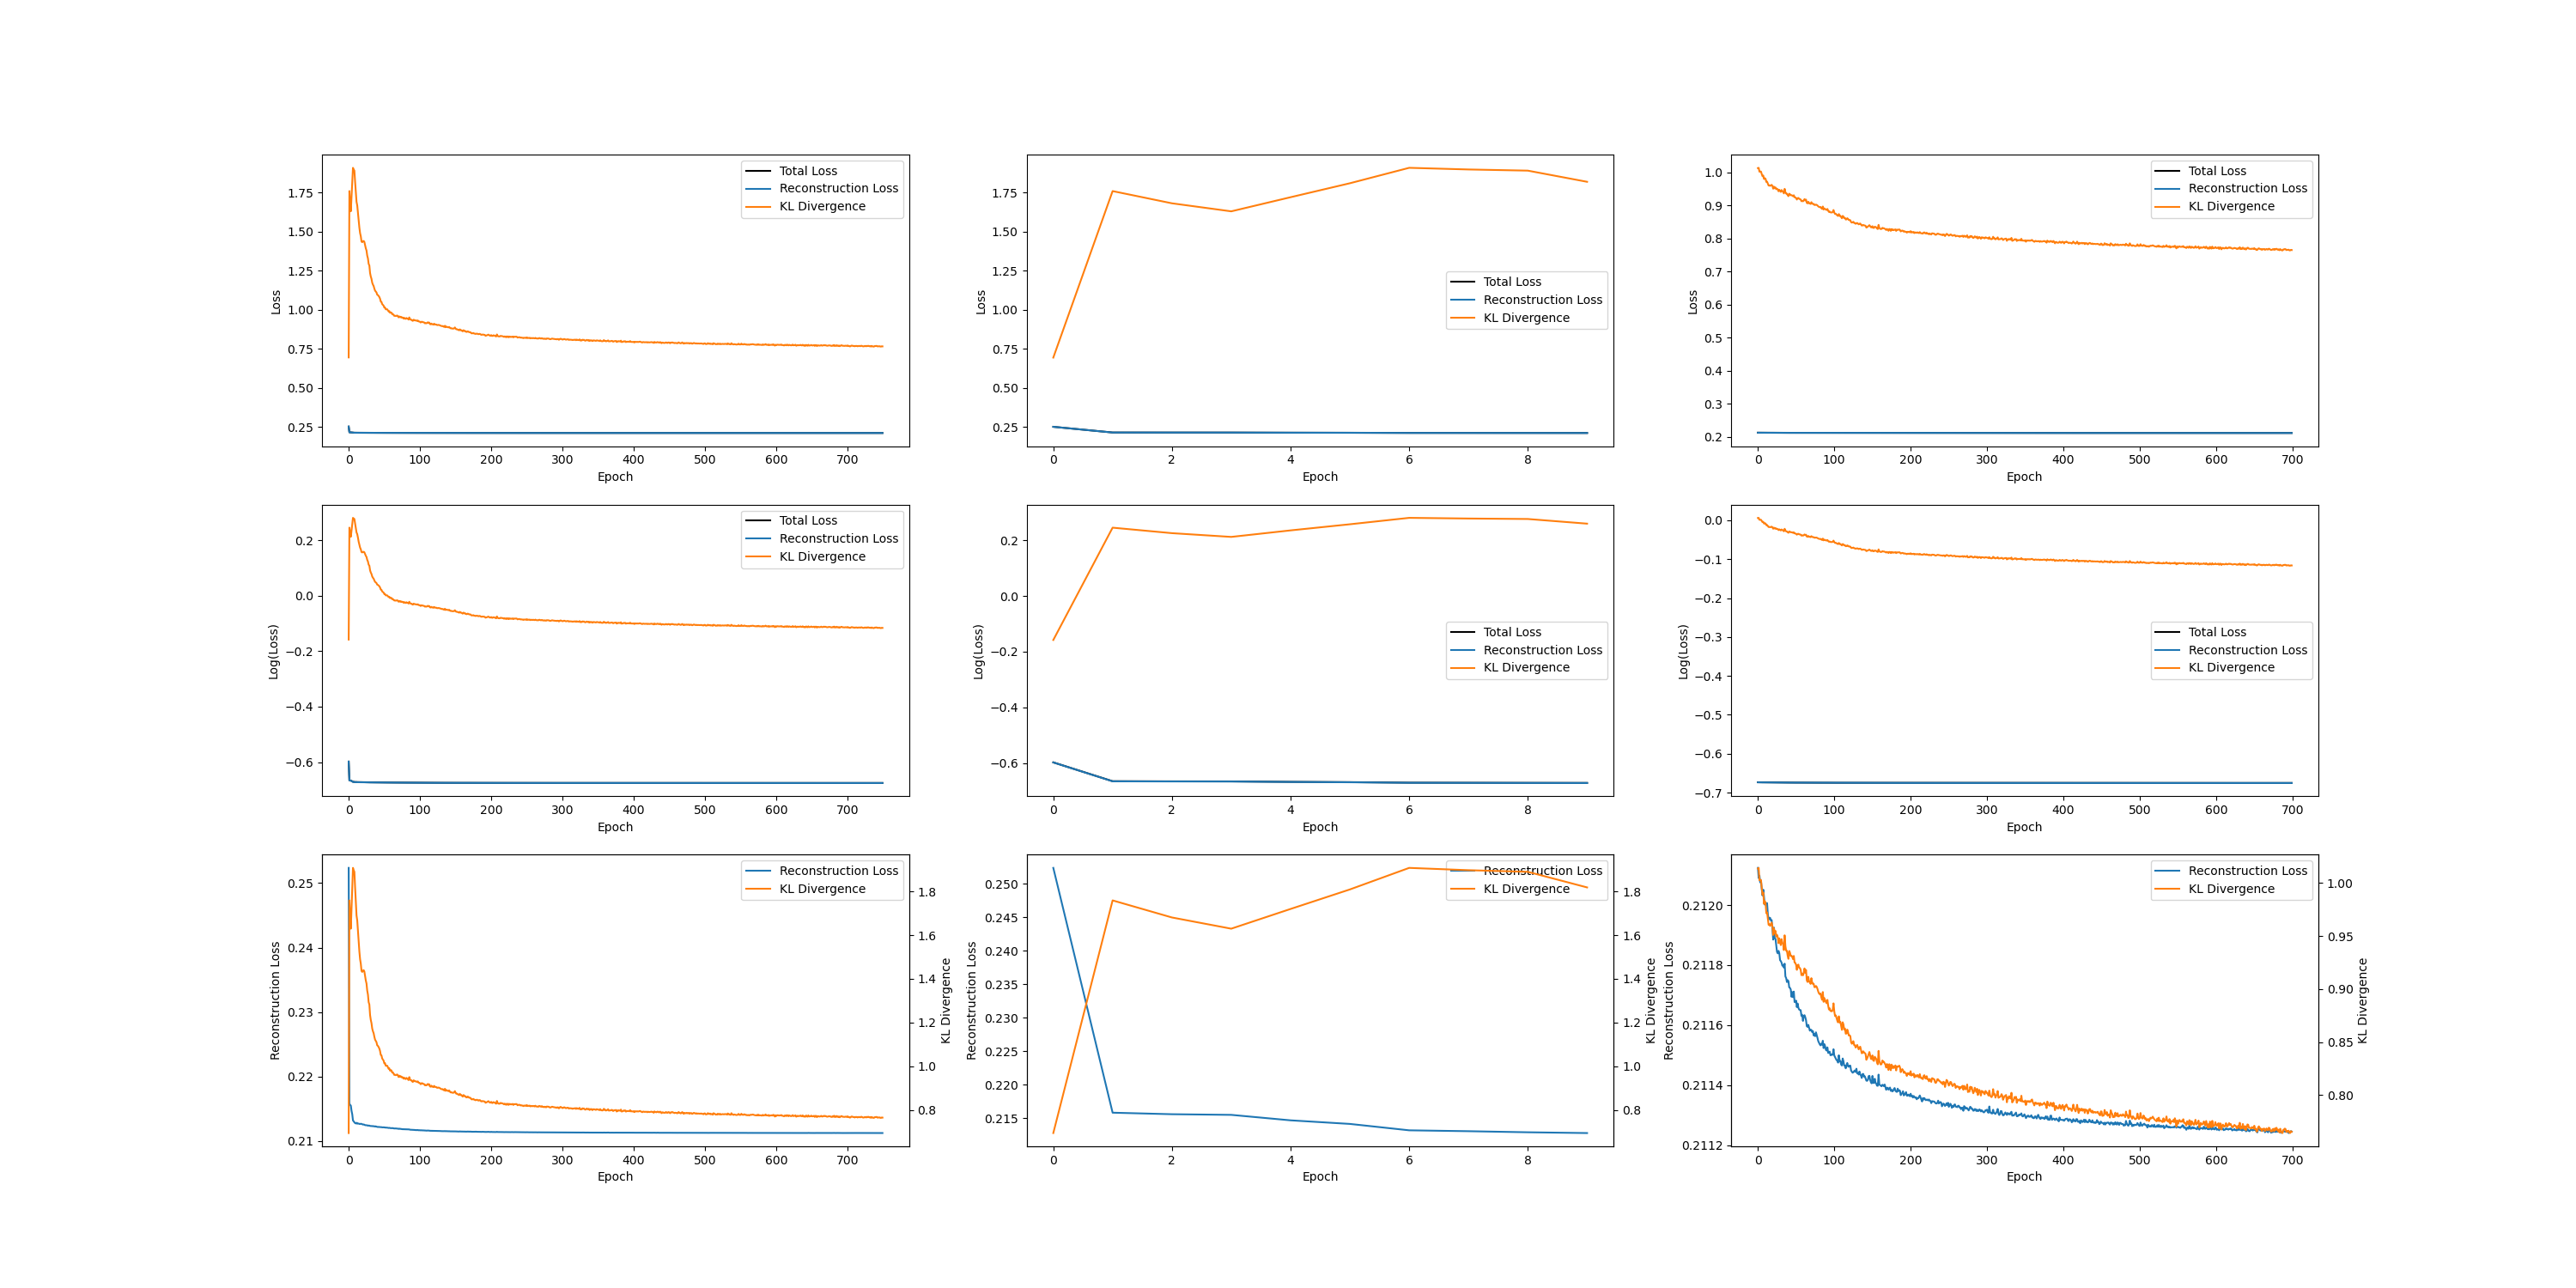 Loss
1.75
1.50
1.25
1.00
0.75
0.50
0.25
0 100 200 300 400 500 600 700
Epoch
Total Loss
Reconstruction Loss
KL Divergence
Loss
1.75
1.50
1.25
1.00
0.75
0.50
0.25
0 2 4 6 8
Epoch
Total Loss
Reconstruction Loss
KL Divergence
Loss
1.0
0.9
0.8
0.7
0.6
0.5
0.4
0.3
0.2
0 100 200 300 400 500 600 700
Epoch
Total Loss
Reconstruction Loss
KL Divergence
Log(Loss)
0.2
0.0
−0.2
−0.4
−0.6
0 100 200 300 400 500 600 700
Epoch
Total Loss
Reconstruction Loss
KL Divergence
Log(Loss)
0.2
0.0
−0.2
−0.4
−0.6
0 2 4 6 8
Epoch
Total Loss
Reconstruction Loss
KL Divergence
Log(Loss)
0.0
−0.1
−0.2
−0.3
−0.4
−0.5
−0.6
−0.7
0 100 200 300 400 500 600 700
Epoch
Total Loss
Reconstruction Loss
KL Divergence
Reconstruction Loss
0.25
0.24
0.23
0.22
0.21
0 100 200 300 400 500 600 700
Epoch
Reconstruction Loss
KL Divergence
1.8
1.6
1.4
1.2
1.0
0.8
KL Divergence
Reconstruction Loss
0.250
0.245
0.240
0.235
0.230
0.225
0.220
0.215
0 2 4 6 8
Epoch
Reconstruction Loss
KL Divergence
1.8
1.6
1.4
1.2
1.0
0.8
KL Divergence
Reconstruction Loss
0.2120
0.2118
0.2116
0.2114
0.2112
0 100 200 300 400 500 600 700
Epoch
Reconstruction Loss
KL Divergence
1.00
0.95
0.90
0.85
0.80
KL Divergence